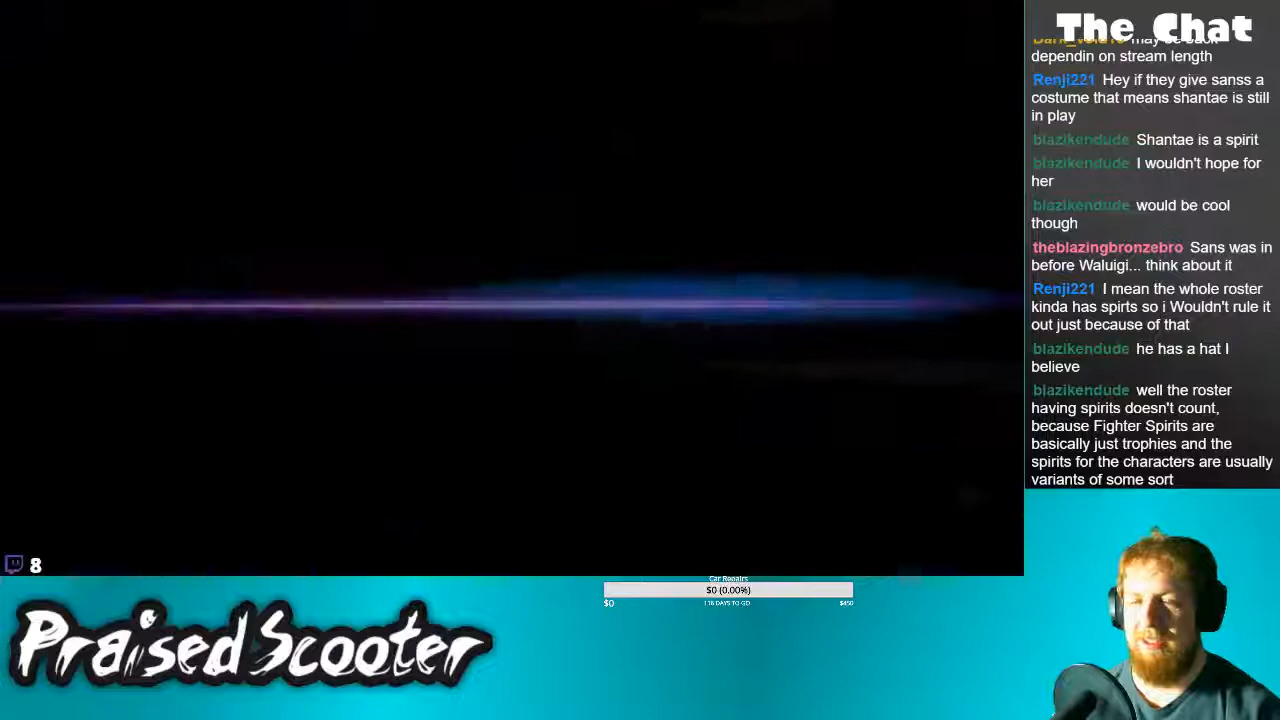 The Chat
dependin on stream length
Renji221 Hey if they give sanss a
costume that means shantae is still
in play
blazikendude Shantae is a spirit
blazikendude I wouldn't hope for
her
blazikendude would be cool
though
theblazingbronzebro Sans was in
before Waluigi... think about it
Renji221 I mean the whole roster
kinda has spirts so i Wouldn't rule it
out just because of that
blazikendude he has a hat I
believe
blazikendude well the roster
having spirits doesn't count,
because Fighter Spirits are
basically just trophies and the
spirits for the characters are usually
variants of some sort
8
Car Repairs
$0 (0.00%)
$0
$450
PraisedScooter